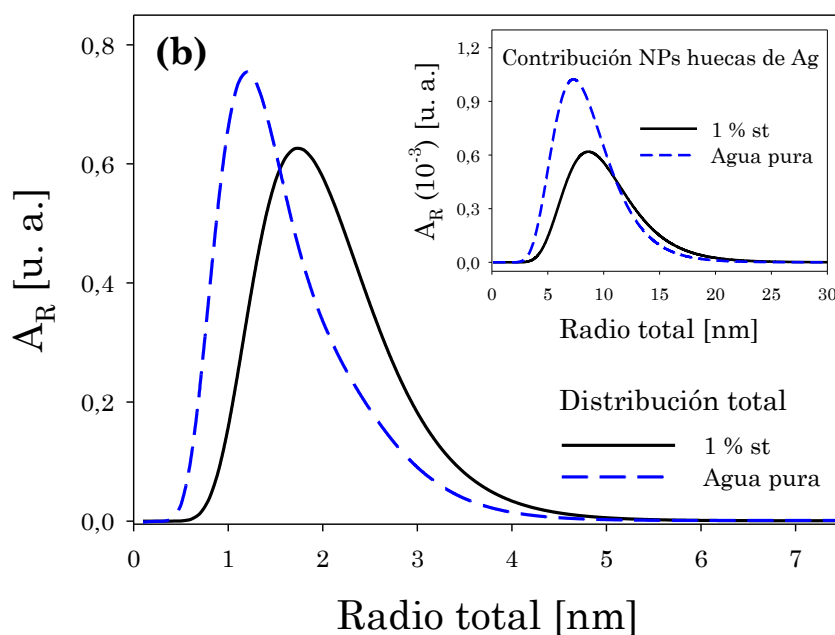 (b)
A_R [u. a.]
0,8
0,6
0,4
0,2
0,0
0 1 2 3 4 5 6 7
Radio total [nm]
Distribución total
1 % st
Agua pura
Contribución NPs huecas de Ag
1 % st
Agua pura
A_R (10^-3) [u. a.]
1,2
0,9
0,6
0,3
0,0
0 5 10 15 20 25 30
Radio total [nm]